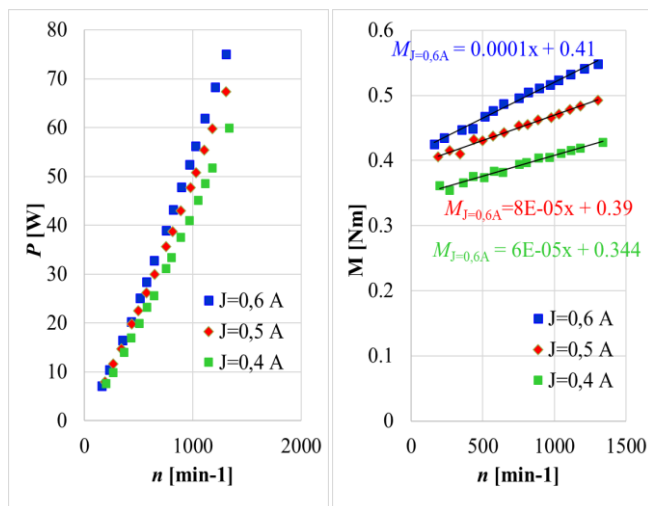 P [W]
80
70
60
50
40
30
20
10
0
0 1000 2000
n [min-1]
J=0,6 A
J=0,5 A
J=0,4 A
M [Nm]
0.6
0.5
0.4
0.3
0.2
0.1
0
0 500 1000 1500
n [min-1]
M_J=0,6A = 0.0001x + 0.41
M_J=0,6A=8E-05x + 0.39
M_J=0,6A = 6E-05x + 0.344
J=0,6 A
J=0,5 A
J=0,4 A